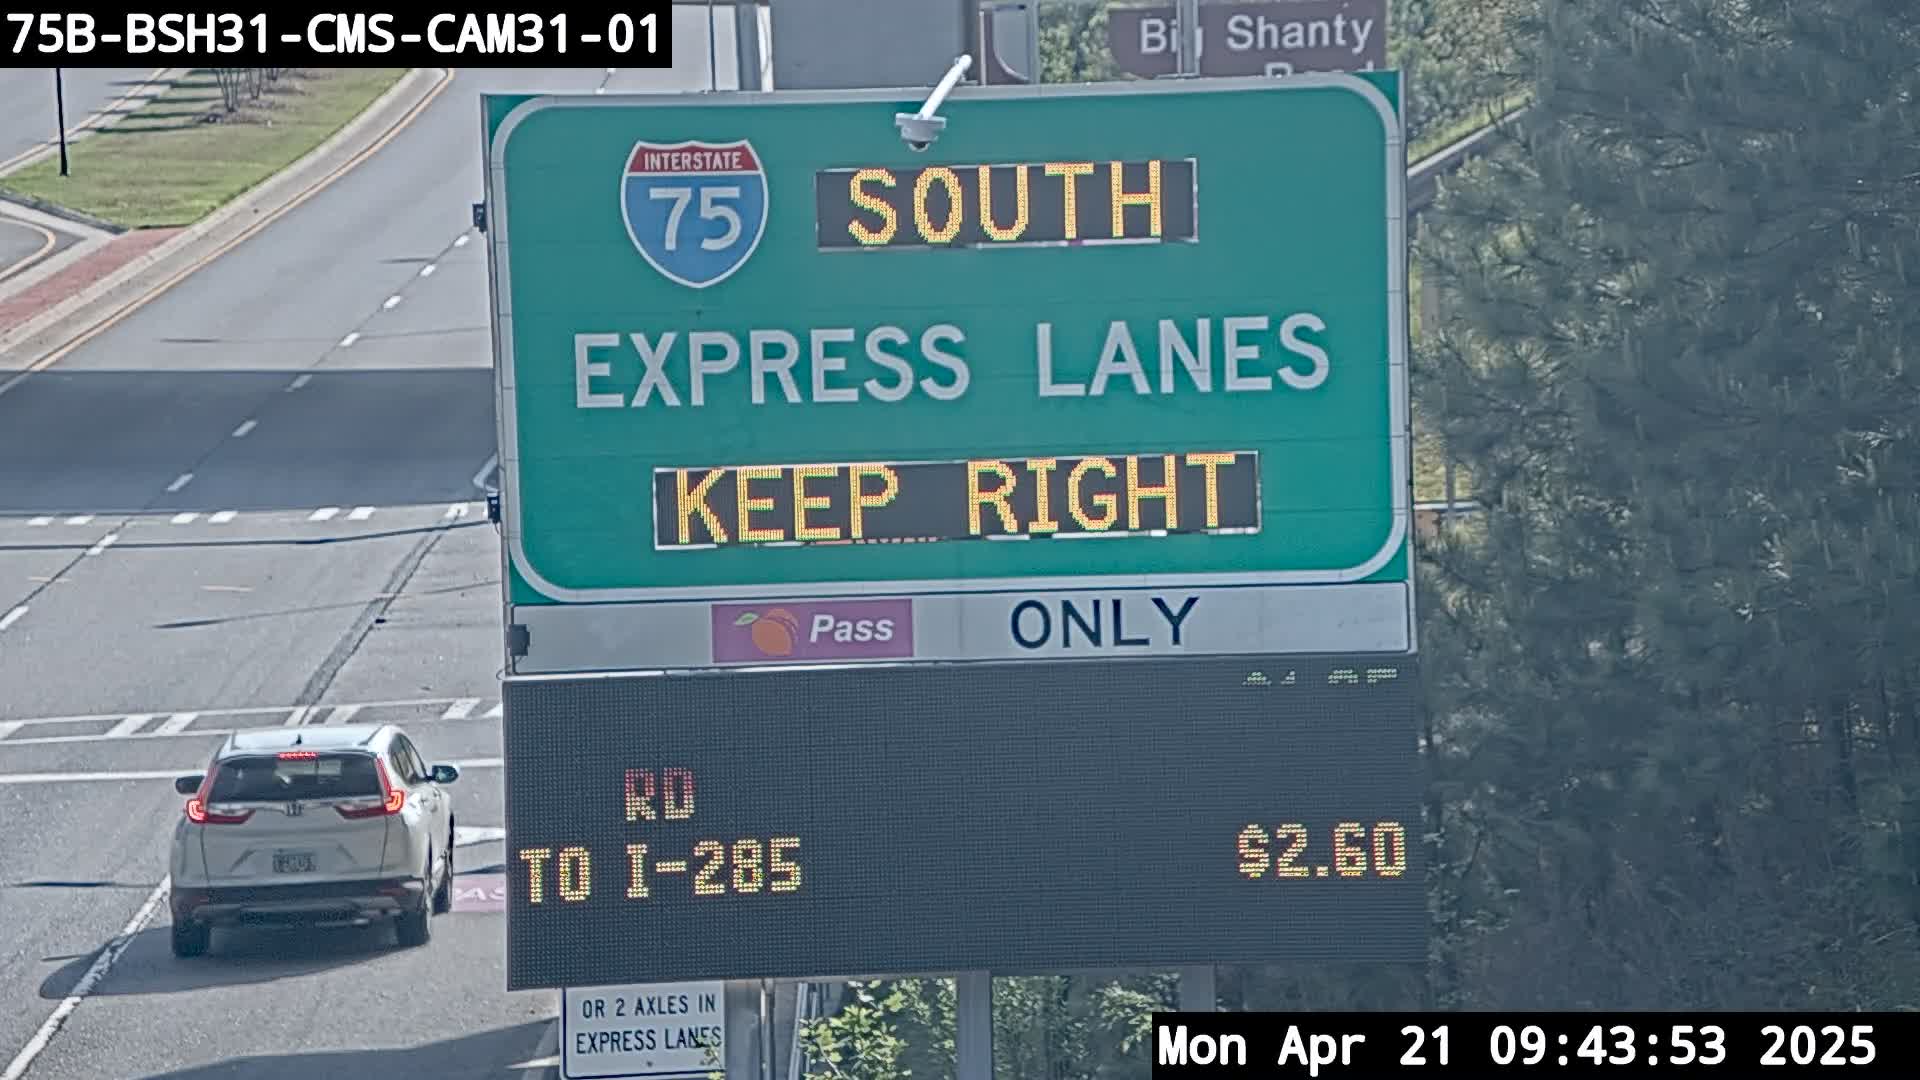 75B-BSH31-CMS-CAM31-01
Big Shanty
Road
INTERSTATE
75
SOUTH
EXPRESS LANES
KEEP RIGHT
Pass
ONLY
RD
TO I-285 $2.60
OR 2 AXLES IN
EXPRESS LANES
Mon Apr 21 09:43:53 2025